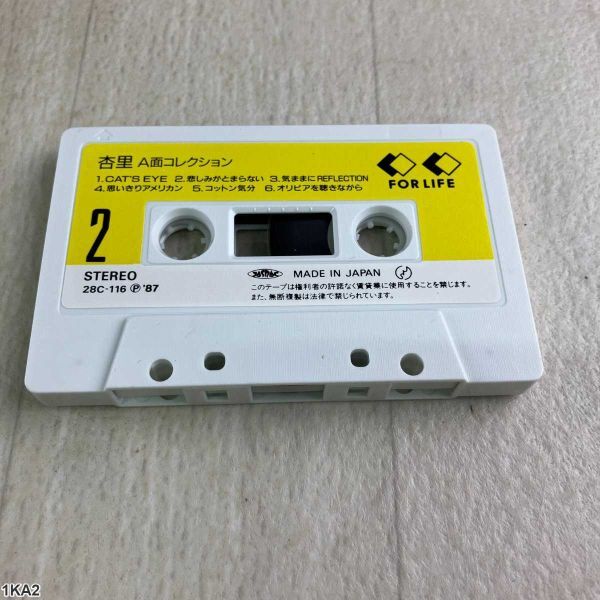 杏里 A面コレクション
1. CAT'S EYE 2. 悲しみがとまらない 3. 気ままにREFLECTION
4. 思いきりアメリカン 5. コットン気分 6. オリビアを聴きながら
FOR LIFE
2
STEREO
28C-116 Ⓟ '87
MADE IN JAPAN
このテープは権利者の許諾なく賃貸業に使用することを禁じます。
また、無断複製は法律で禁じられています。
1KA2